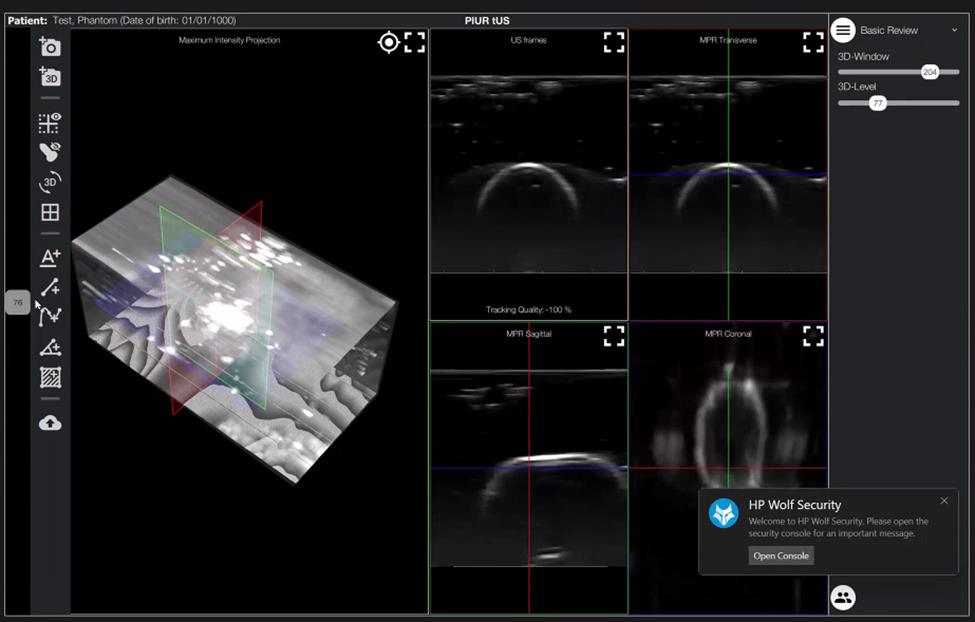 Patient: Test, Phantom (Date of birth: 01/01/1000)
PIUR tUS
Maximum Intensity Projection
US frames
MPR Transverse
Basic Review
3D-Window
204
3D-Level
77
3D
3D
A+
76
Tracking Quality: -100 %
MPR Sagittal
MPR Coronal
HP Wolf Security
Welcome to HP Wolf Security. Please open the
security console for an important message.
Open Console